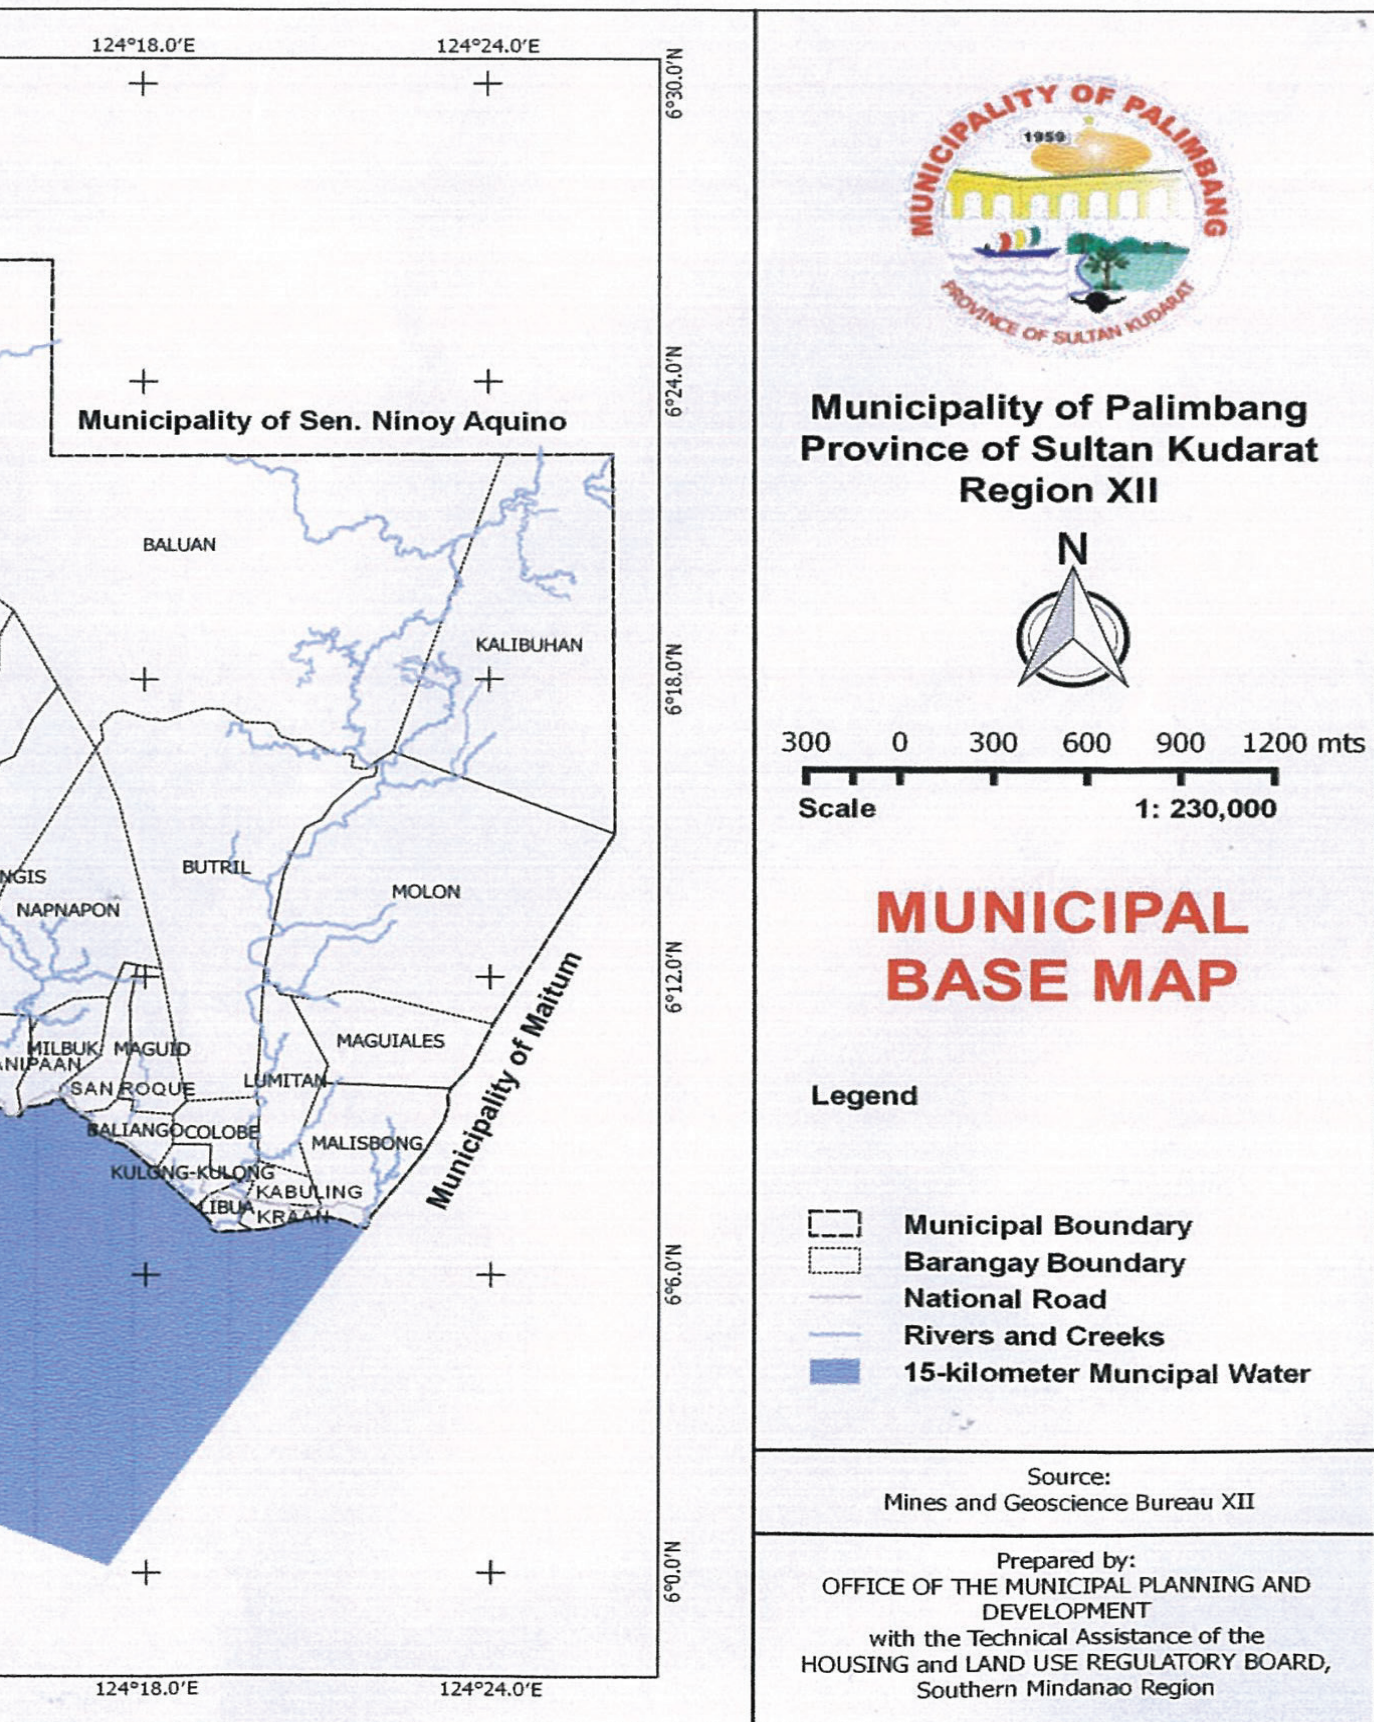 124°18.0'E
124°24.0'E
6°30.0'N
6°24.0'N
Municipality of Sen. Ninoy Aquino
BALUAN
KALIBUHAN
6°18.0'N
BUTRIL
NGIS
MOLON
NAPNAPON
6°12.0'N
Municipality of Maitum
MAGUIALES
MILBUK
MAGUID
ANIPAAN
LUMITAN
SAN ROQUE
BALIANGO
COLOBE
MALISBONG
KULONG-KULONG
KABULING
LIBUA
KRAAN
6°6.0'N
6°0.0'N
124°18.0'E
124°24.0'E
MUNICIPALITY OF PALIMBANG
1959
PROVINCE OF SULTAN KUDARAT
Municipality of Palimbang
Province of Sultan Kudarat
Region XII
N
300 0 300 600 900 1200 mts
Scale 1: 230,000
MUNICIPAL
BASE MAP
Legend
Municipal Boundary
Barangay Boundary
National Road
Rivers and Creeks
15-kilometer Muncipal Water
Source:
Mines and Geoscience Bureau XII
Prepared by:
OFFICE OF THE MUNICIPAL PLANNING AND
DEVELOPMENT
with the Technical Assistance of the
HOUSING and LAND USE REGULATORY BOARD,
Southern Mindanao Region